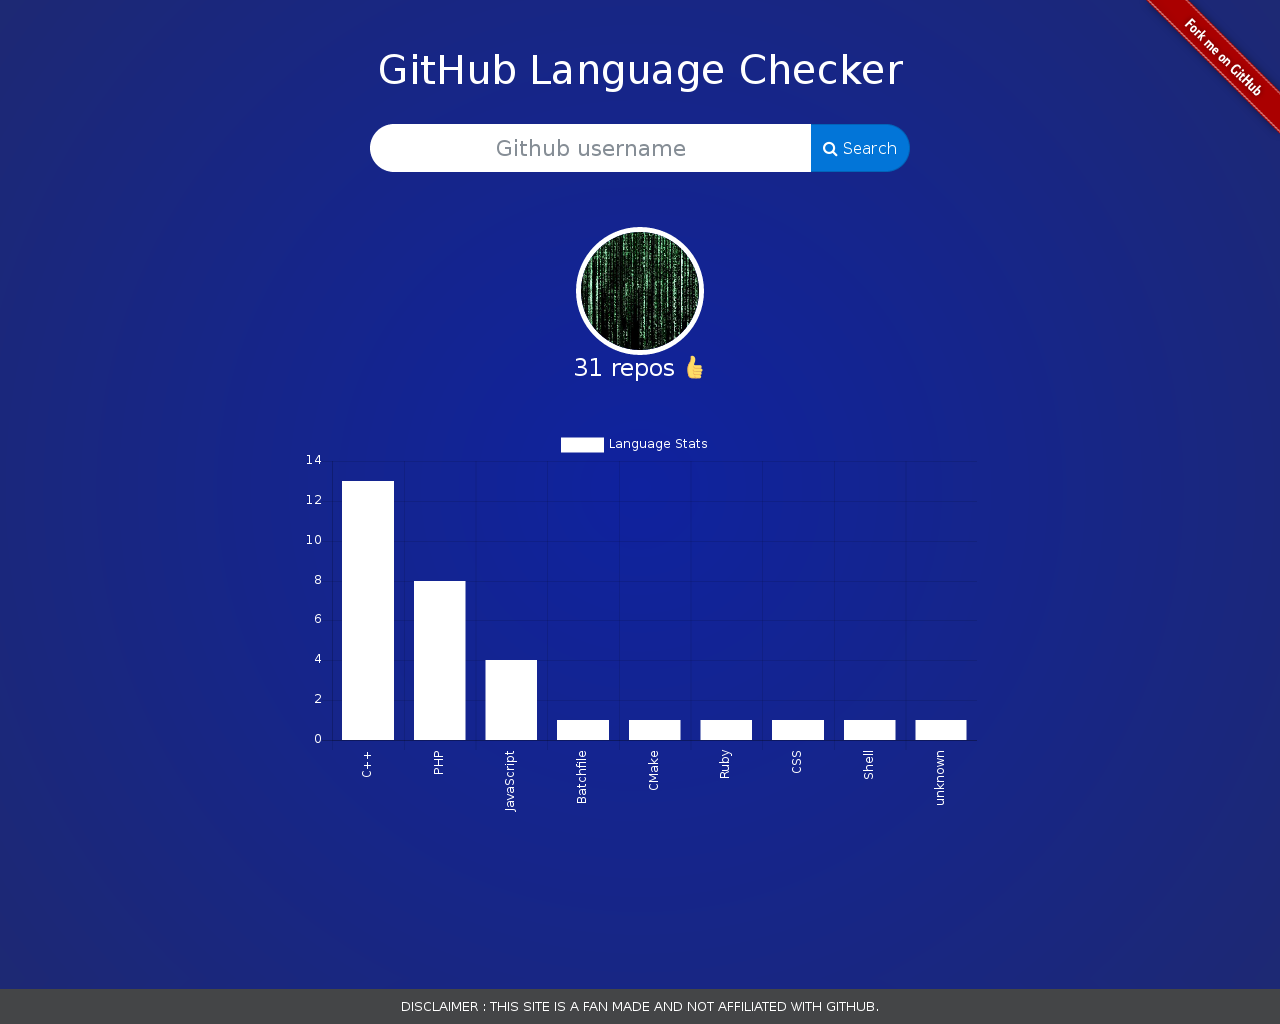 Fork me on GitHub
GitHub Language Checker
Github username
Search
31 repos
Language Stats
14
12
10
8
6
4
2
0
C++
PHP
JavaScript
Batchfile
CMake
Ruby
CSS
Shell
unknown
DISCLAIMER : THIS SITE IS A FAN MADE AND NOT AFFILIATED WITH GITHUB.